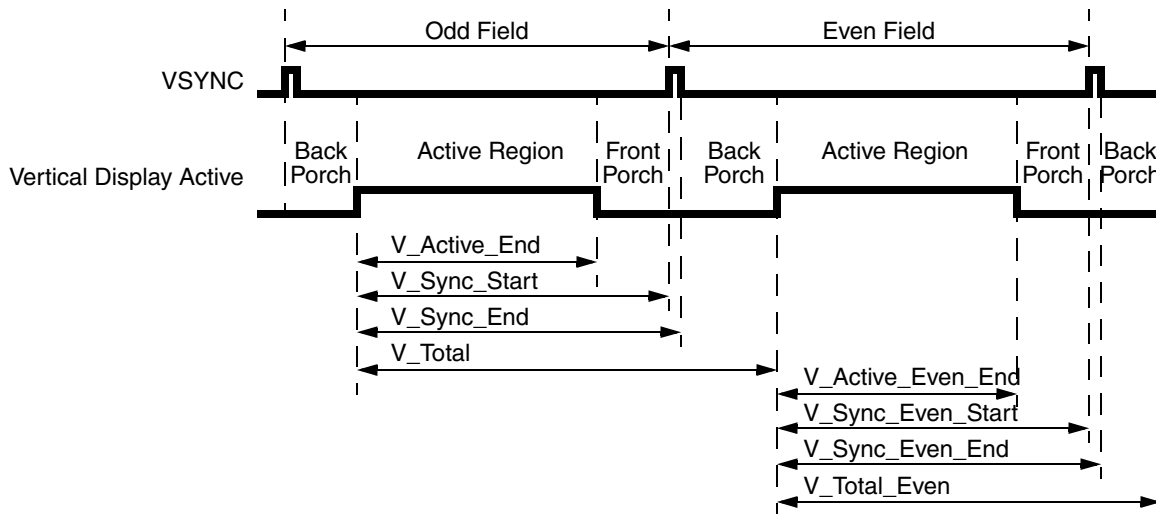 Odd Field
Even Field
VSYNC
Back
Porch
Active Region
Front
Porch
Back
Porch
Active Region
Front
Porch
Back
Porch
Vertical Display Active
V_Active_End
V_Sync_Start
V_Sync_End
V_Total
V_Active_Even_End
V_Sync_Even_Start
V_Sync_Even_End
V_Total_Even